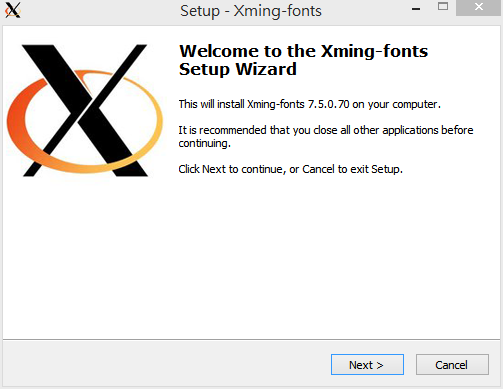 Setup - Xming-fonts
Welcome to the Xming-fonts
Setup Wizard
This will install Xming-fonts 7.5.0.70 on your computer.
It is recommended that you close all other applications before
continuing.
Click Next to continue, or Cancel to exit Setup.
Next >
Cancel